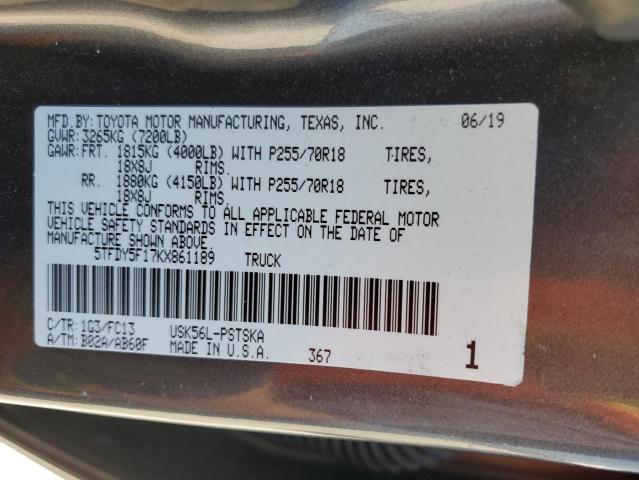 MFD.BY:TOYOTA MOTOR MANUFACTURING, TEXAS, INC. 06/19
GVWR: 3265KG (7200LB)
GAWR:FRT. 1815KG (4000LB) WITH P255/70R18 TIRES,
18X8J RIMS.
RR. 1880KG (4150LB) WITH P255/70R18 TIRES,
18X8J RIMS.
THIS VEHICLE CONFORMS TO ALL APPLICABLE FEDERAL MOTOR
VEHICLE SAFETY STANDARDS IN EFFECT ON THE DATE OF
MANUFACTURE SHOWN ABOVE.
5TFDY5F17KX861189 TRUCK
C/TR: 1G3/FC13 USK56L-PSTSKA
A/TM: B02A/AB60F MADE IN U.S.A. 367 1